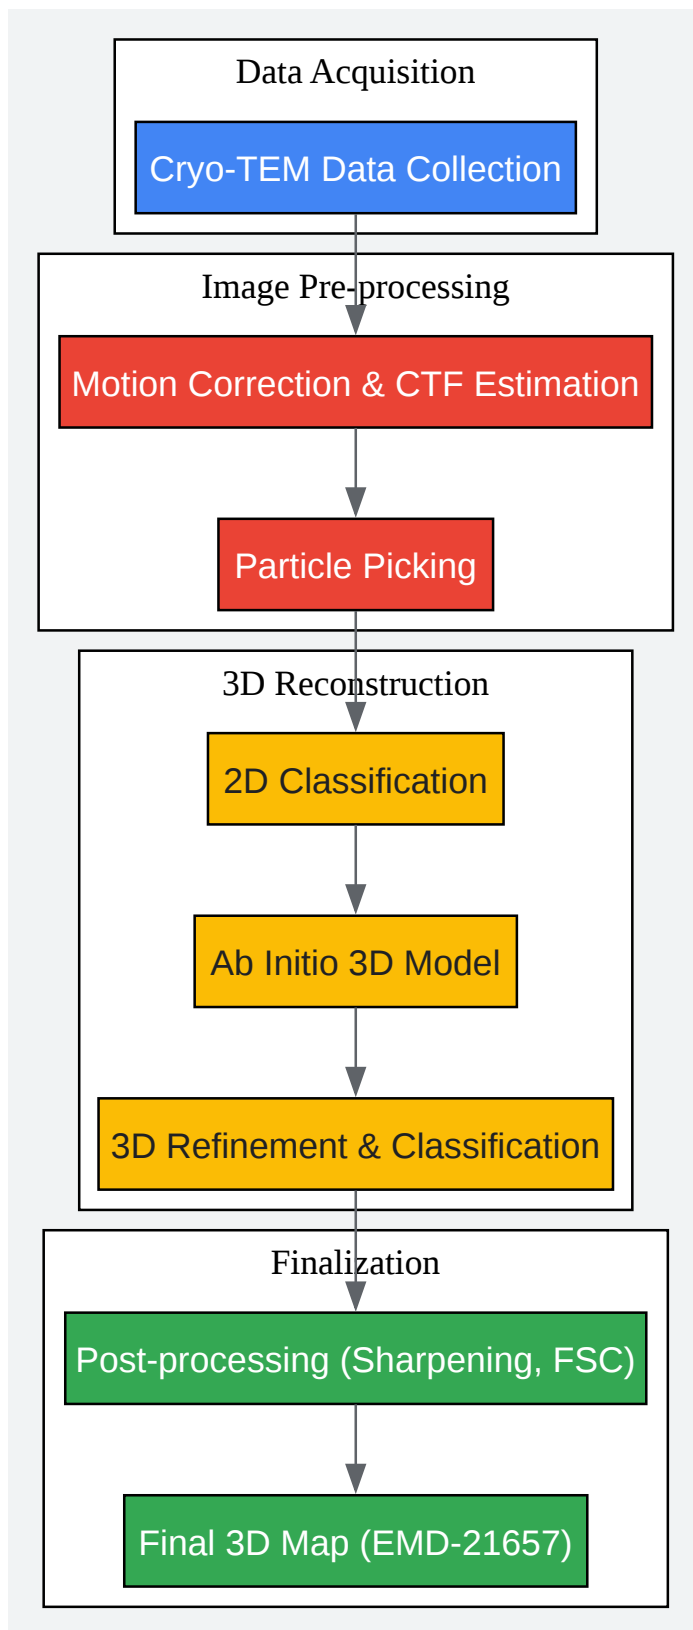 Data Acquisition
Cryo-TEM Data Collection
Image Pre-processing
Motion Correction & CTF Estimation
Particle Picking
3D Reconstruction
2D Classification
Ab Initio 3D Model
3D Refinement & Classification
Finalization
Post-processing (Sharpening, FSC)
Final 3D Map (EMD-21657)